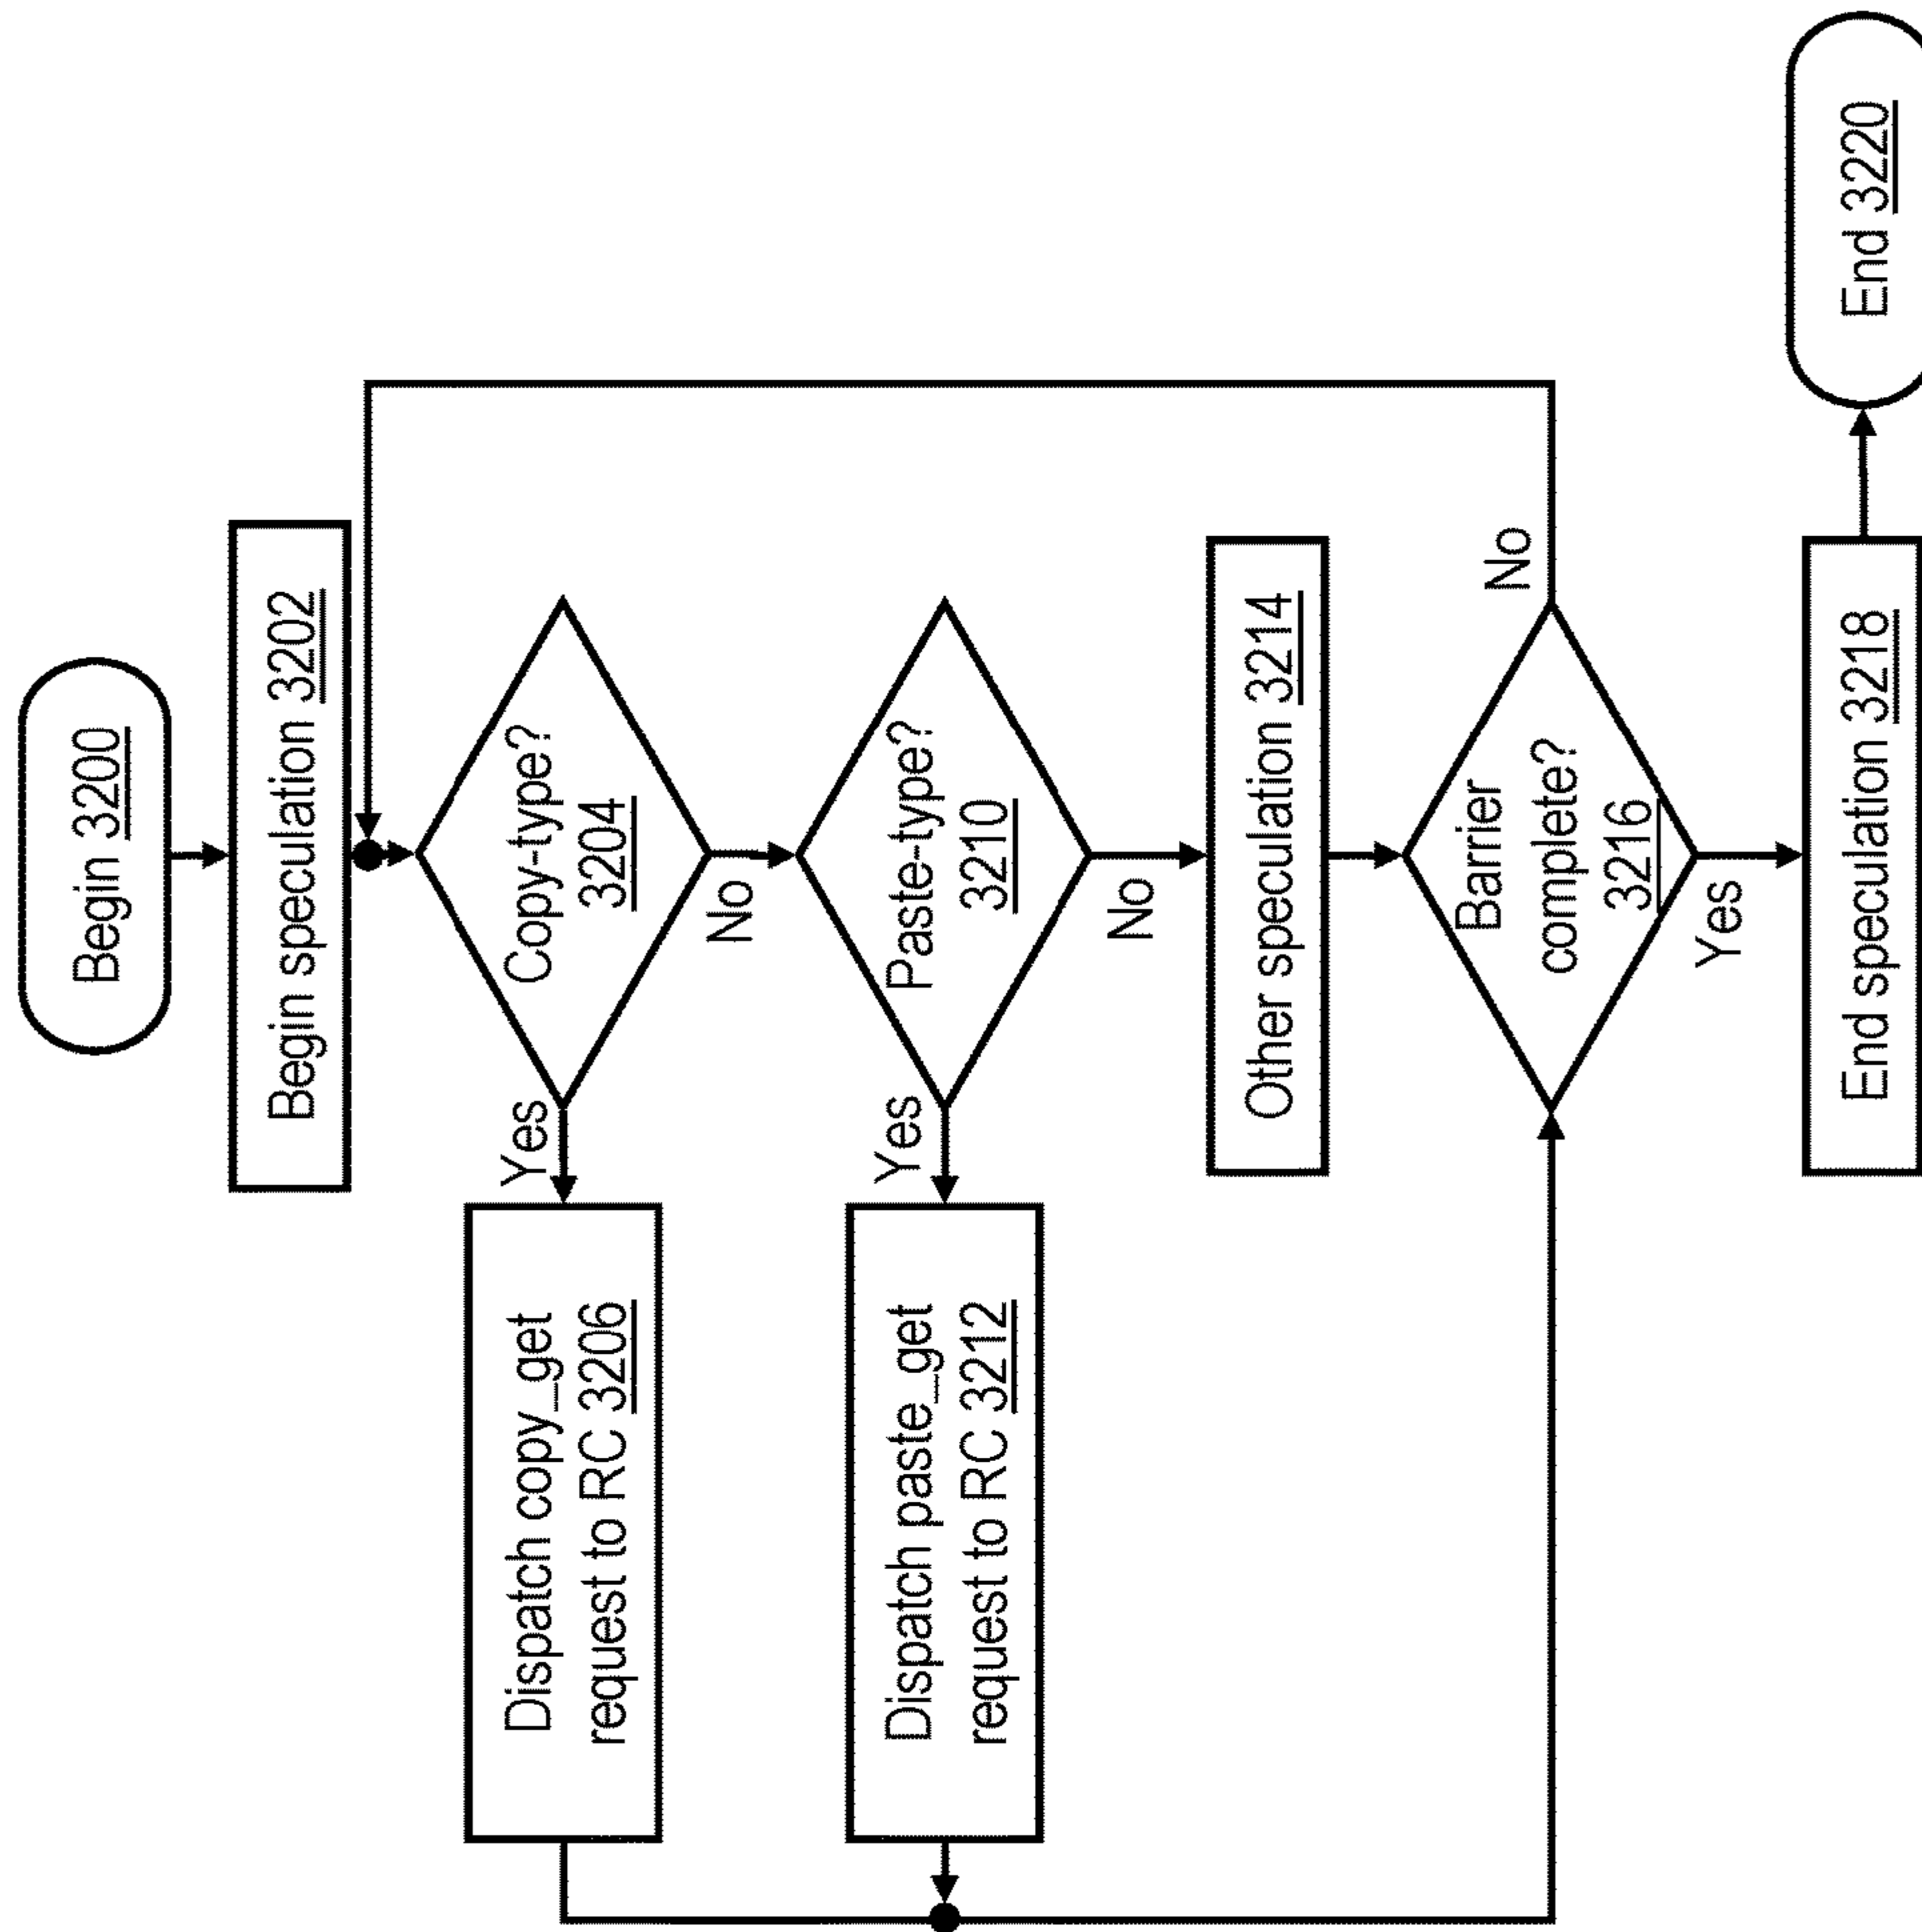 Begin 3200
Begin speculation 3202
Copy-type?
3204
Yes
No
Dispatch copy_get
request to RC 3206
Paste-type?
3210
Yes
No
Dispatch paste_get
request to RC 3212
Other speculation 3214
Barrier
complete?
3216
No
Yes
End speculation 3218
End 3220